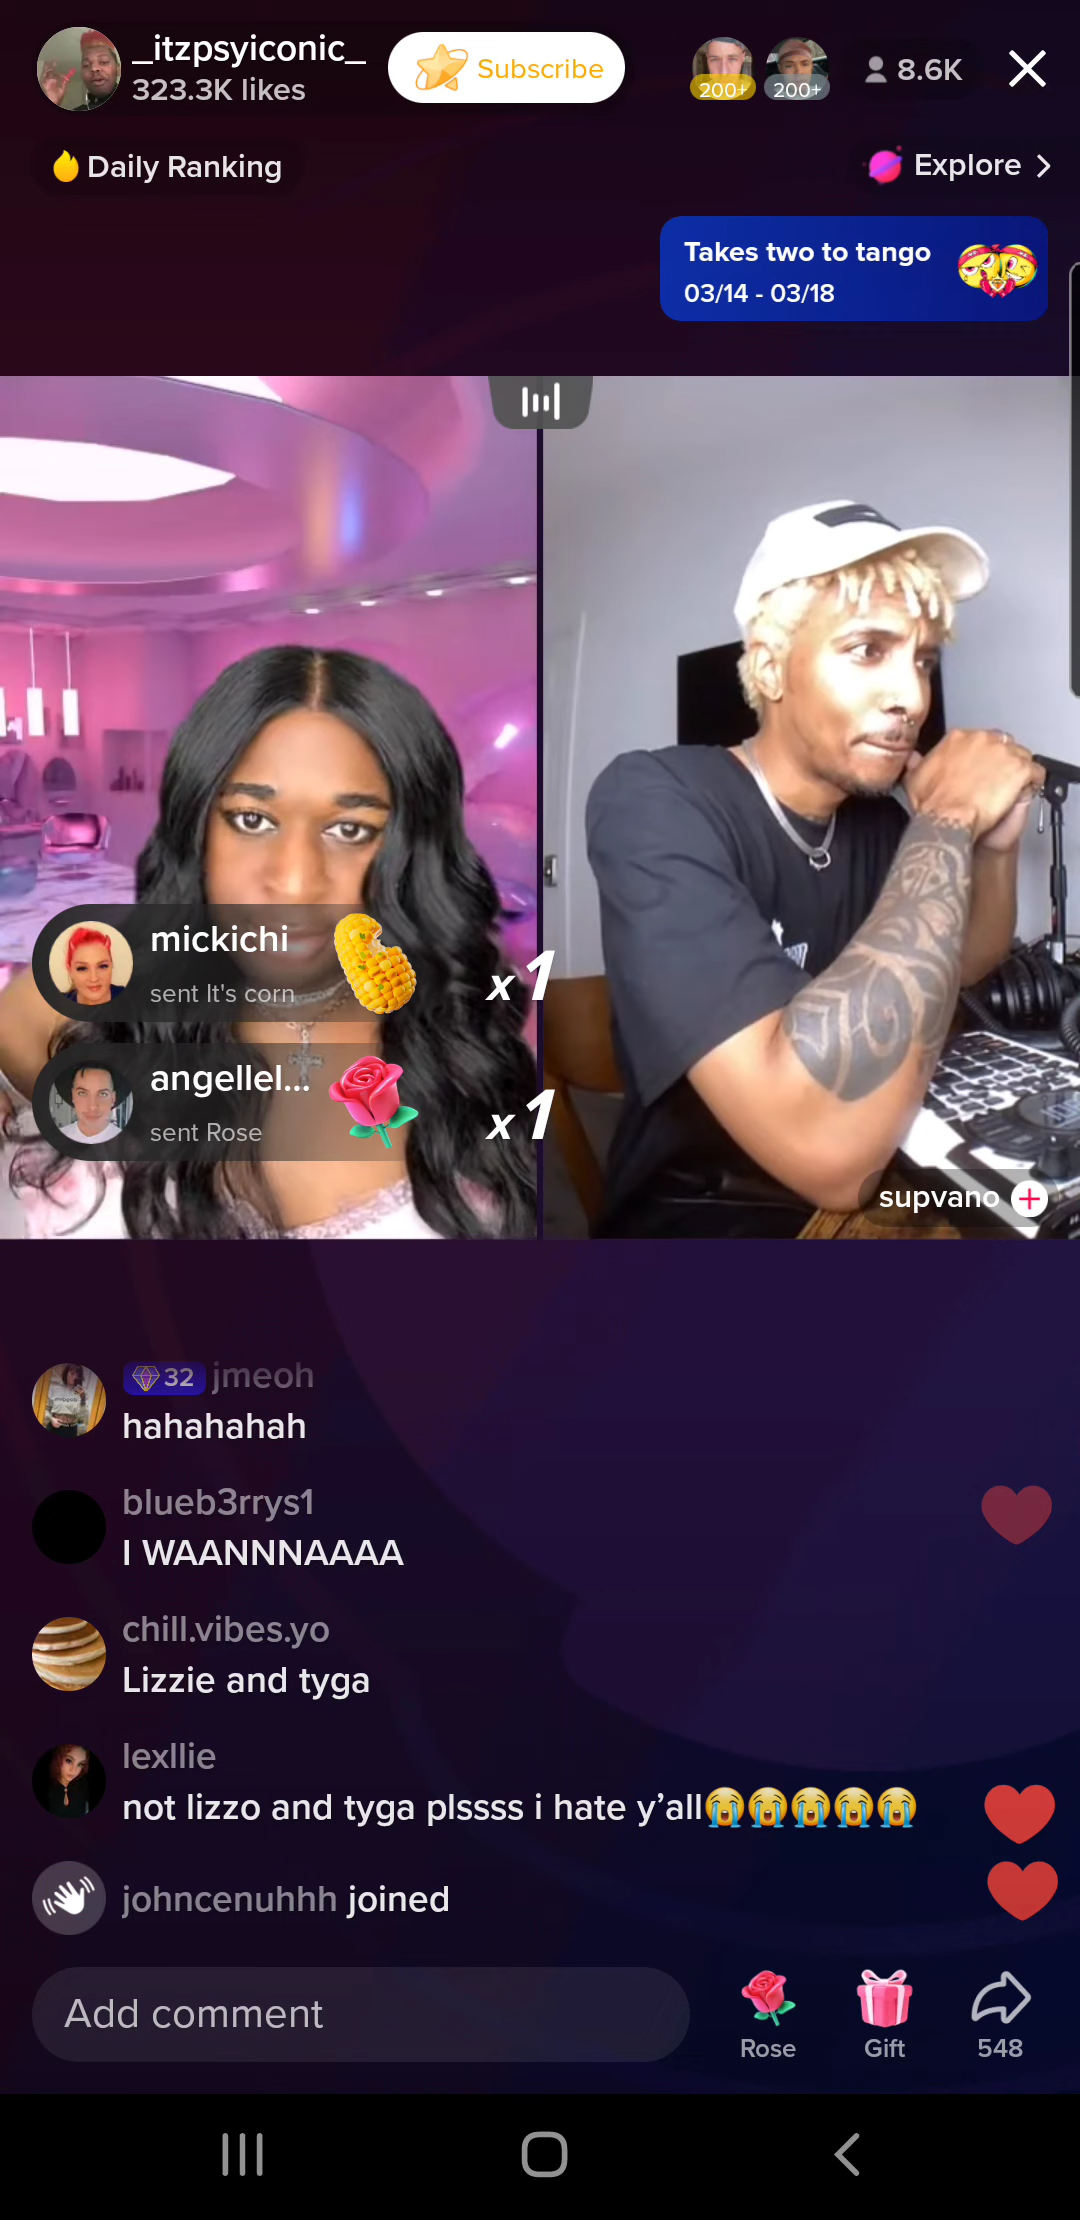 _itzpsyiconic_
323.3K likes
Subscribe
200+
200+
8.6K
Daily Ranking
Explore
Takes two to tango
03/14 - 03/18
mickichi
sent It's corn
x1
angellel...
sent Rose
x1
supvano
32 jmeoh
hahahahah
blueb3rrys1
I WAANNNAAAA
chill.vibes.yo
Lizzie and tyga
lexllie
not lizzo and tyga plssss i hate y’all😭😭😭😭😭
johncenuhhh joined
Add comment
Rose
Gift
548